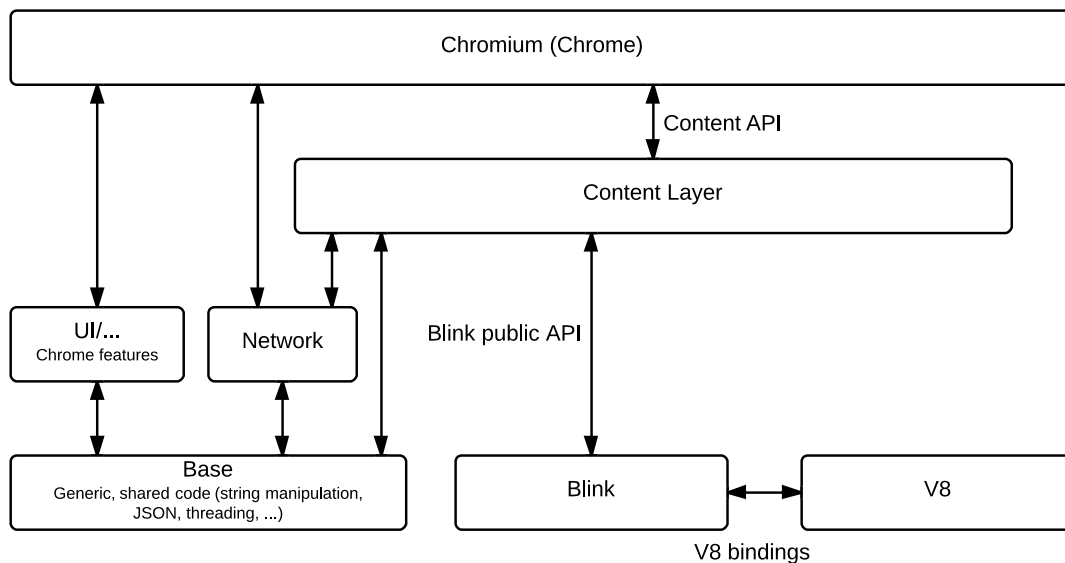 Chromium (Chrome)
Content API
Content Layer
UI/...
Chrome features
Network
Blink public API
Base
Generic, shared code (string manipulation,
JSON, threading, ...)
Blink
V8
V8 bindings